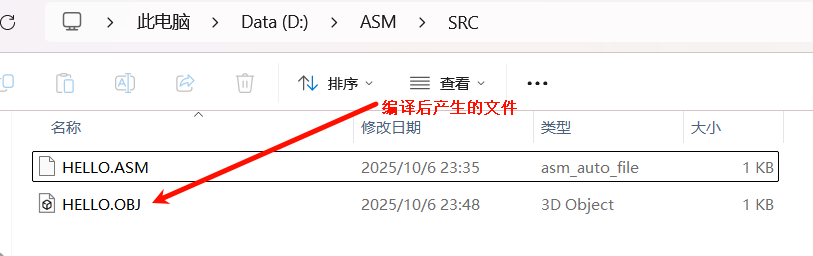 此电脑 > Data (D:) > ASM > SRC
排序 查看 ...
编译后产生的文件
名称 修改日期 类型 大小
HELLO.ASM 2025/10/6 23:35 asm_auto_file 1 KB
HELLO.OBJ 2025/10/6 23:48 3D Object 1 KB